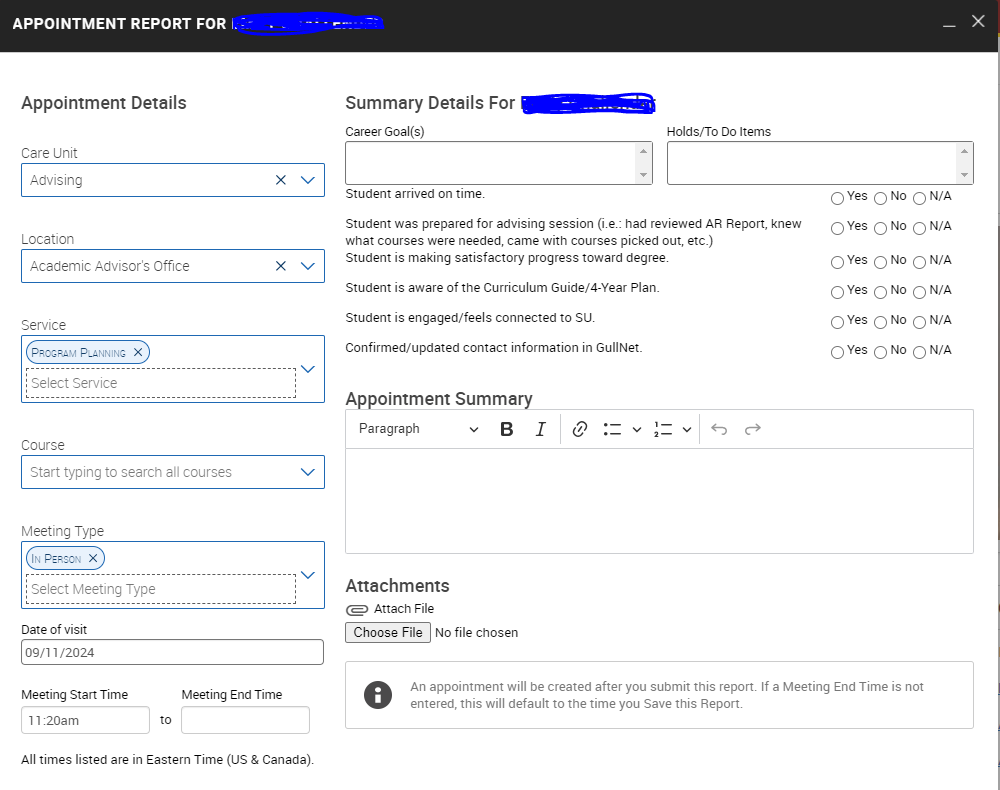 APPOINTMENT REPORT FOR
Appointment Details
Care Unit
Advising
Location
Academic Advisor's Office
Service
PROGRAM PLANNING
Select Service
Course
Start typing to search all courses
Meeting Type
IN PERSON
Select Meeting Type
Date of visit
09/11/2024
Meeting Start Time Meeting End Time
11:20am to
All times listed are in Eastern Time (US & Canada).
Summary Details For
Career Goal(s) Holds/To Do Items
Student arrived on time. Yes No N/A
Student was prepared for advising session (i.e.: had reviewed AR Report, knew Yes No N/A
what courses were needed, came with courses picked out, etc.)
Student is making satisfactory progress toward degree. Yes No N/A
Student is aware of the Curriculum Guide/4-Year Plan. Yes No N/A
Student is engaged/feels connected to SU. Yes No N/A
Confirmed/updated contact information in GullNet. Yes No N/A
Appointment Summary
Paragraph B I
Attachments
Attach File
Choose File No file chosen
An appointment will be created after you submit this report. If a Meeting End Time is not
entered, this will default to the time you Save this Report.